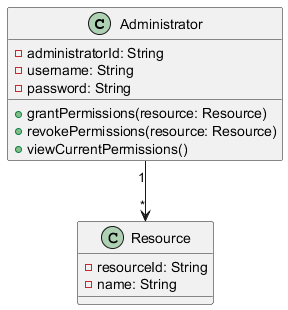 C Administrator
administratorId: String
username: String
password: String
grantPermissions(resource: Resource)
revokePermissions(resource: Resource)
viewCurrentPermissions()
1
*
C Resource
resourceId: String
name: String